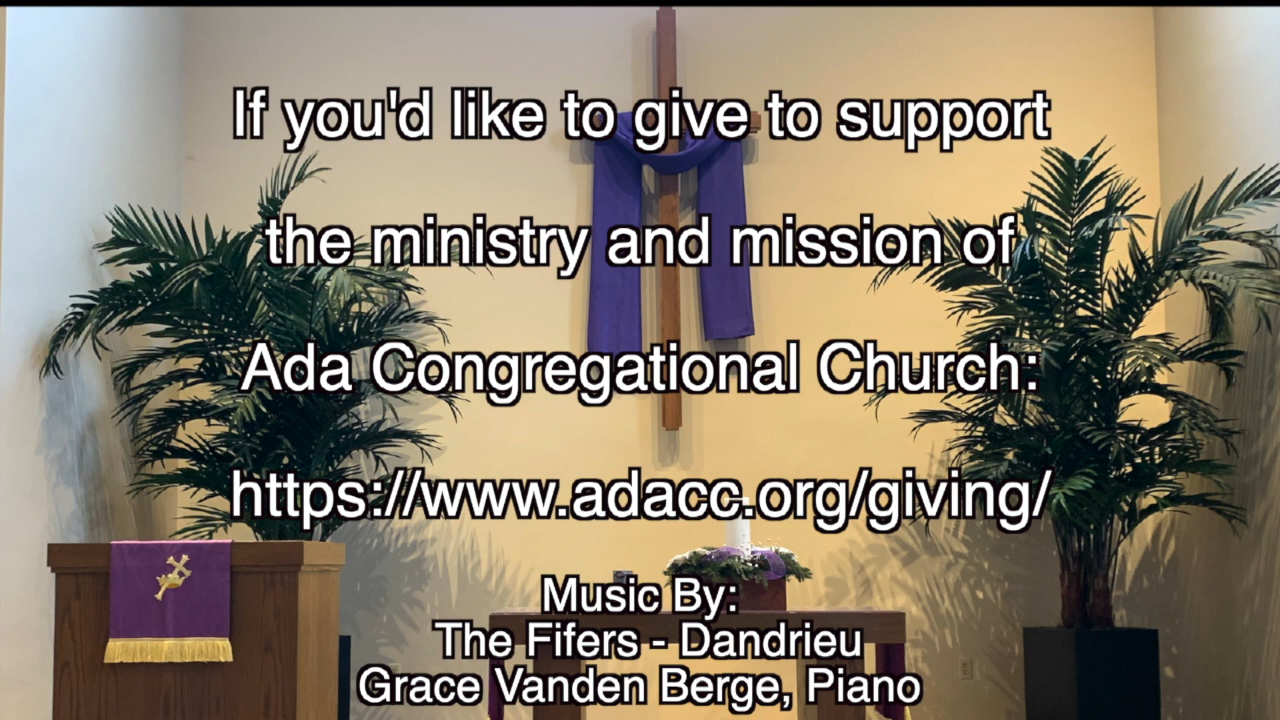 If you'd like to give to support
the ministry and mission of
Ada Congregational Church:
https://www.adacc.org/giving/
Music By:
The Fifers - Dandrieu
Grace Vanden Berge, Piano